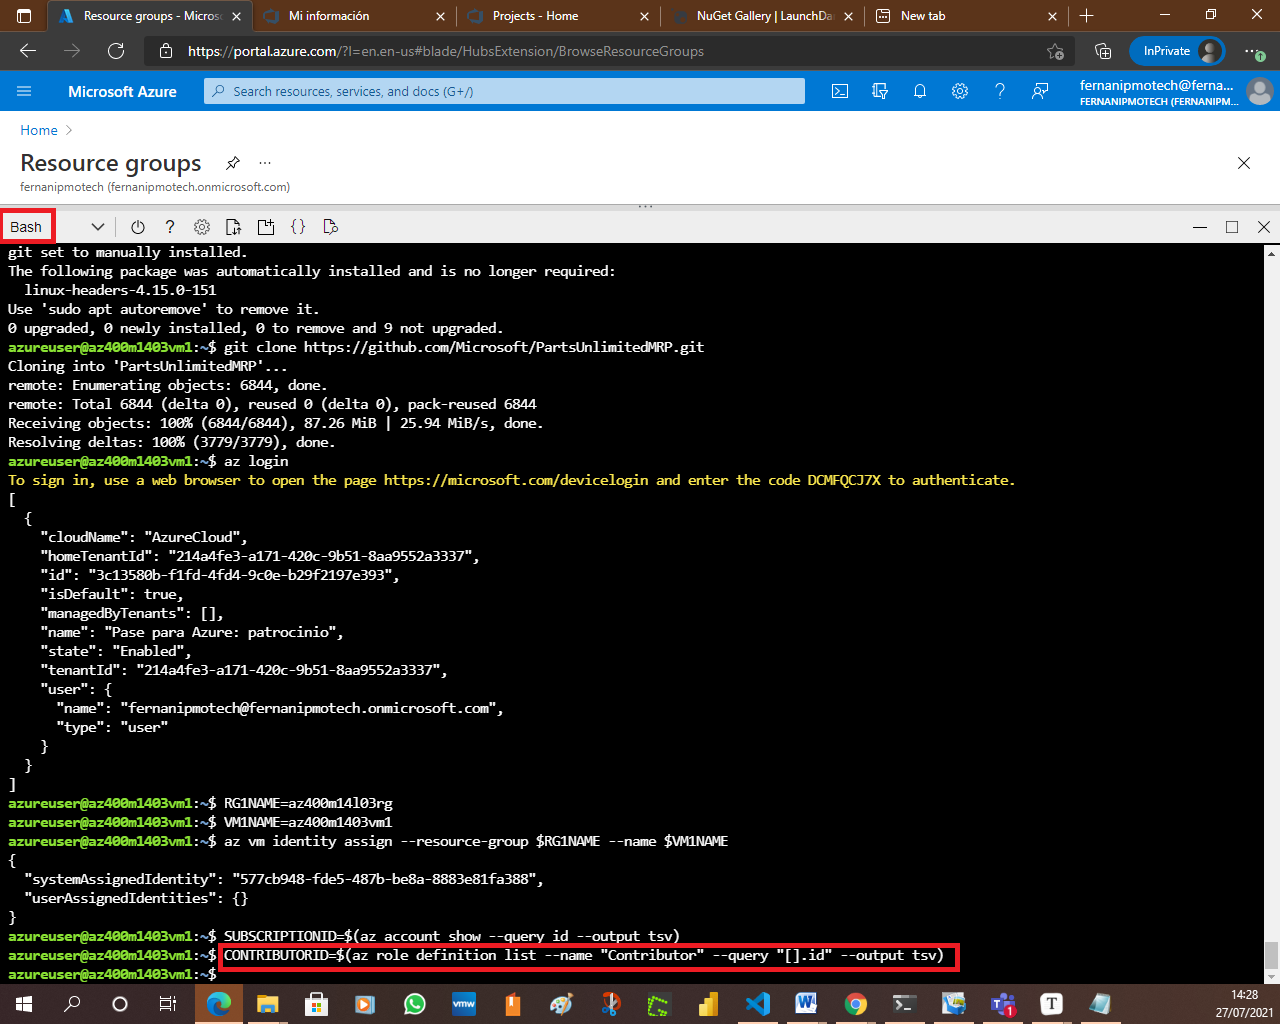 Resource groups - Micros
Mi información
Projects - Home
NuGet Gallery | LaunchDa
New tab
https://portal.azure.com/?l=en.en-us#blade/HubsExtension/BrowseResourceGroups
InPrivate
Microsoft Azure
Search resources, services, and docs (G+/)
fernanipmotech@ferna...
FERNANIPMOTECH (FERNANIPM...
Home
Resource groups
fernanipmotech (fernanipmotech.onmicrosoft.com)
Bash
git set to manually installed.
The following package was automatically installed and is no longer required:
linux-headers-4.15.0-151
Use 'sudo apt autoremove' to remove it.
0 upgraded, 0 newly installed, 0 to remove and 9 not upgraded.
azureuser@az400m1403vm1:~$ git clone https://github.com/Microsoft/PartsUnlimitedMRP.git
Cloning into 'PartsUnlimitedMRP'...
remote: Enumerating objects: 6844, done.
remote: Total 6844 (delta 0), reused 0 (delta 0), pack-reused 6844
Receiving objects: 100% (6844/6844), 87.26 MiB | 25.94 MiB/s, done.
Resolving deltas: 100% (3779/3779), done.
azureuser@az400m1403vm1:~$ az login
To sign in, use a web browser to open the page https://microsoft.com/devicelogin and enter the code DCMFQCJ7X to authenticate.
[
{
"cloudName": "AzureCloud",
"homeTenantId": "214a4fe3-a171-420c-9b51-8aa9552a3337",
"id": "3c13580b-f1fd-4fd4-9c0e-b29f2197e393",
"isDefault": true,
"managedByTenants": [],
"name": "Pase para Azure: patrocinio",
"state": "Enabled",
"tenantId": "214a4fe3-a171-420c-9b51-8aa9552a3337",
"user": {
"name": "fernanipmotech@fernanipmotech.onmicrosoft.com",
"type": "user"
}
}
]
azureuser@az400m1403vm1:~$ RG1NAME=az400m14l03rg
azureuser@az400m1403vm1:~$ VM1NAME=az400m1403vm1
azureuser@az400m1403vm1:~$ az vm identity assign --resource-group $RG1NAME --name $VM1NAME
{
"systemAssignedIdentity": "577cb948-fde5-487b-be8a-8883e81fa388",
"userAssignedIdentities": {}
}
azureuser@az400m1403vm1:~$ SUBSCRIPTIONID=$(az account show --query id --output tsv)
azureuser@az400m1403vm1:~$ CONTRIBUTORID=$(az role definition list --name "Contributor" --query "[].id" --output tsv)
azureuser@az400m1403vm1:~$
14:28
27/07/2021